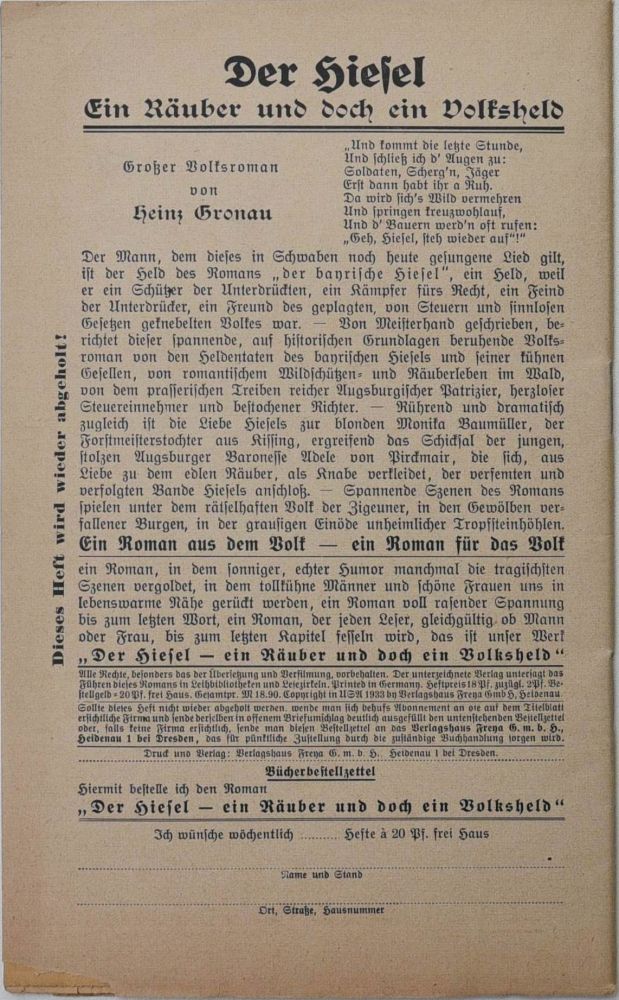 Der Hiesel
Ein Räuber und doch ein Volksheld
Großer Volksroman
von
Heinz Gronau
„Und kommt die letzte Stunde,
Und schließ ich d' Augen zu:
Soldaten, Scherg'n, Jäger
Erst dann habt ihr a Ruh.
Da wird sich's Wild vermehren
Und springen kreuzwohlauf,
Und d' Bauern werd'n oft rufen:
„Geh, Hiesel, steh wieder auf“!“
Der Mann, dem dieses in Schwaben noch heute gesungene Lied gilt,
ist der Held des Romans „der bayrische Hiesel“, ein Held, weil
er ein Schützer der Unterdrückten, ein Kämpfer fürs Recht, ein Feind
der Unterdrücker, ein Freund des geplagten, von Steuern und sinnlosen
Gesetzen geknebelten Volkes war. — Von Meisterhand geschrieben, be-
richtet dieser spannende, auf historischen Grundlagen beruhende Volks-
roman von den Heldentaten des bayrischen Hiesels und seiner kühnen
Gesellen, von romantischem Wildschützen- und Räuberleben im Wald,
von dem prasserischen Treiben reicher Augsburgischer Patrizier, herzloser
Steuereinnehmer und bestochener Richter. — Rührend und dramatisch
zugleich ist die Liebe Hiesels zur blonden Monika Baumüller, der
Forstmeisterstochter aus Kissing, ergreifend das Schicksal der jungen,
stolzen Augsburger Baronesse Adele von Pirckmair, die sich, aus
Liebe zu dem edlen Räuber, als Knabe verkleidet, der verfemten und
verfolgten Bande Hiesels anschloß. — Spannende Szenen des Romans
spielen unter dem rätselhaften Volk der Zigeuner, in den Gewölben ver-
fallener Burgen, in der grausigen Einöde unheimlicher Tropfsteinhöhlen.
Ein Roman aus dem Volk — ein Roman für das Volk
ein Roman, in dem sonniger, echter Humor manchmal die tragischsten
Szenen vergoldet, in dem tollkühne Männer und schöne Frauen uns in
lebenswarme Nähe gerückt werden, ein Roman voll rasender Spannung
bis zum letzten Wort, ein Roman, der jeden Leser, gleichgültig ob Mann
oder Frau, bis zum letzten Kapitel fesseln wird, das ist unser Werk
„Der Hiesel — ein Räuber und doch ein Volksheld“
Alle Rechte, besonders das der Übersetzung und Verfilmung, vorbehalten. Der unterzeichnete Verlag untersagt das
Führen dieses Romans in Leihbibliotheken und Lesezirkeln. Printed in Germany. Heftpreis 18 Pf. zuzügl. 2Pf. Be-
stellgeld = 20 Pf. frei Haus. Gesamtpr. M 18.90. Copyright in USA 1933 by Verlagshaus Freya GmbH, Heidenau.
Sollte dieses Heft nicht wieder abgeholt werden, wende man sich behufs Abonnement an die auf dem Titelblatt
ersichtliche Firma und sende derselben in offenem Briefumschlag deutlich ausgefüllt den untenstehenden Bestellzettel
oder, falls keine Firma ersichtlich, sende man diesen Bestellzettel an das Verlagshaus Freya G. m. b. H.,
Heidenau 1 bei Dresden, das für pünktliche Zustellung durch die zuständige Buchhandlung sorgen wird.
Druck und Verlag: Verlagshaus Freya G. m. b. H., Heidenau 1 bei Dresden.
Bücherbestellzettel
Hiermit bestelle ich den Roman
„Der Hiesel — ein Räuber und doch ein Volksheld“
Ich wünsche wöchentlich .......... Hefte à 20 Pf. frei Haus
Name und Stand
Ort, Straße, Hausnummer
Dieses Heft wird wieder abgeholt!